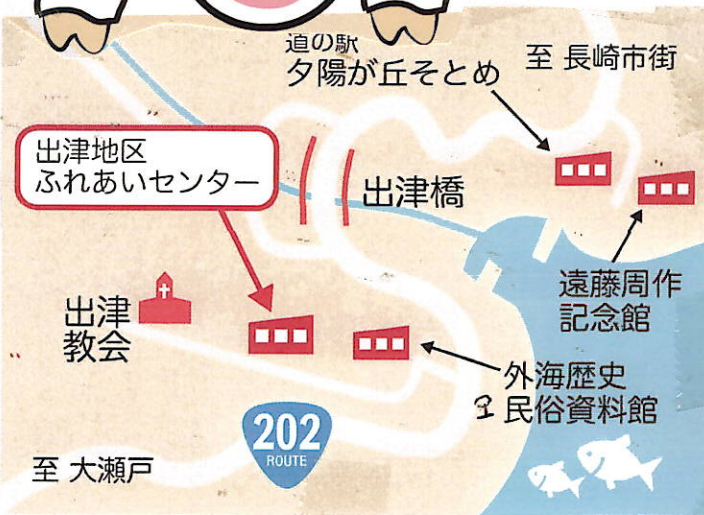 道の駅
夕陽が丘そとめ
至 長崎市街
出津地区
ふれあいセンター
出津橋
遠藤周作
記念館
出津
教会
外海歴史
民俗資料館
202
ROUTE
至 大瀬戸